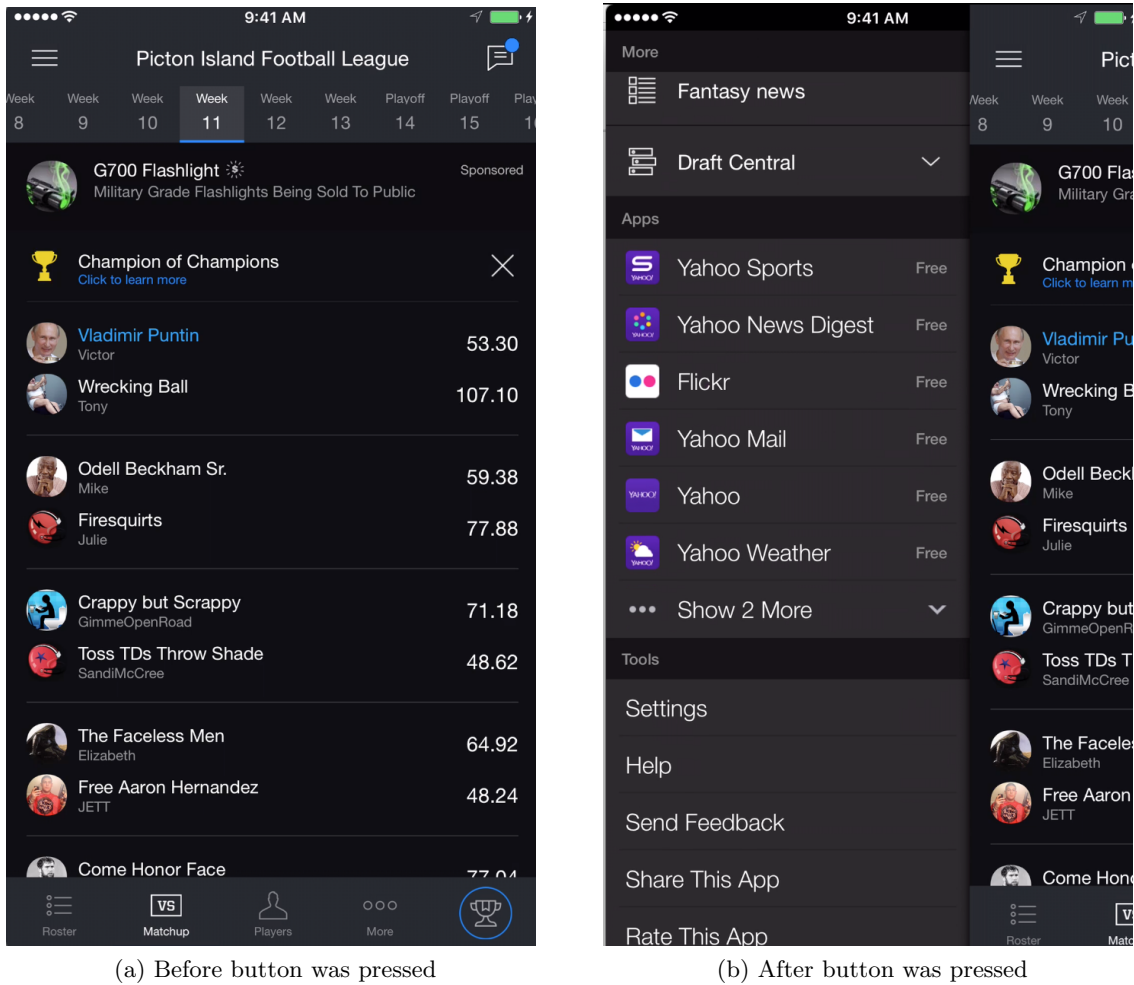 9:41 AM
Picton Island Football League
Week Week Week Week Week Week Playoff Playoff Play
8 9 10 11 12 13 14 15 1
G700 Flashlight Sponsored
Military Grade Flashlights Being Sold To Public
Champion of Champions
Click to learn more
Vladimir Puntin 53.30
Victor
Wrecking Ball 107.10
Tony
Odell Beckham Sr. 59.38
Mike
Firesquirts 77.88
Julie
Crappy but Scrappy 71.18
GimmeOpenRoad
Toss TDs Throw Shade 48.62
SandiMcCree
The Faceless Men 64.92
Elizabeth
Free Aaron Hernandez 48.24
JETT
Come Honor Face 77.04
VS
Roster Matchup Players More
(a) Before button was pressed
9:41 AM
More
Fantasy news
Draft Central
Apps
Yahoo Sports Free
Yahoo News Digest Free
Flickr Free
Yahoo Mail Free
YAHOO! Yahoo Free
Yahoo Weather Free
Show 2 More
Tools
Settings
Help
Send Feedback
Share This App
Rate This App
Pict
Week Week Week
8 9 10
G700 Flas
Military Gra
Champion
Click to learn m
Vladimir Pu
Victor
Wrecking B
Tony
Odell Beck
Mike
Firesquirts
Julie
Crappy but
GimmeOpenR
Toss TDs T
SandiMcCree
The Faceles
Elizabeth
Free Aaron
JETT
Come Hono
Roster Matc
(b) After button was pressed